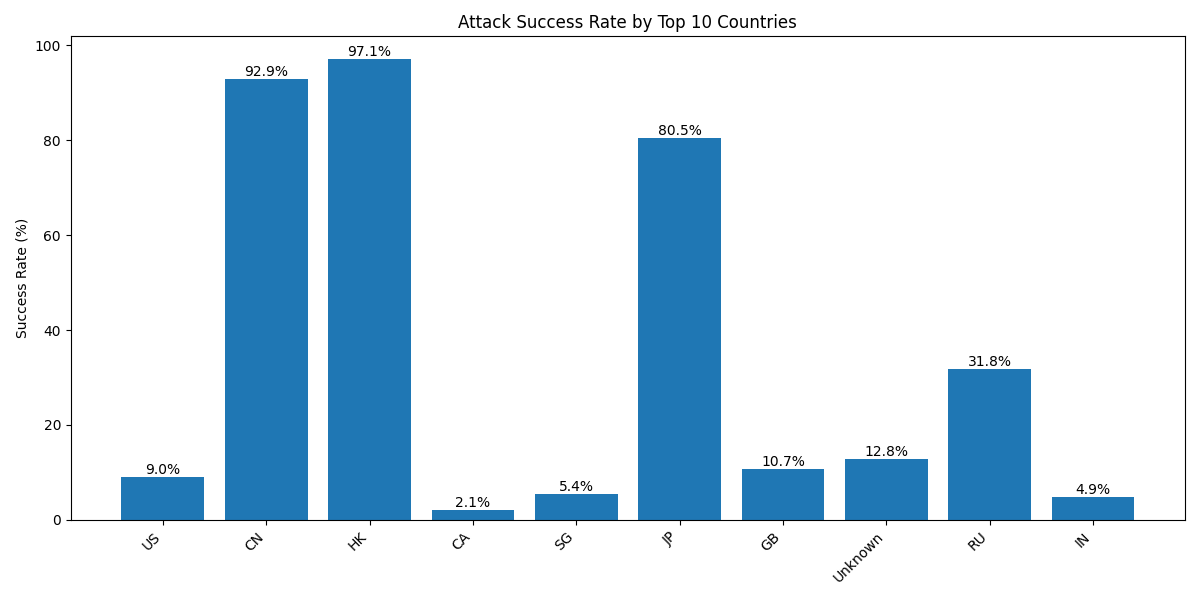 Attack Success Rate by Top 10 Countries
Success Rate (%)
100
80
60
40
20
0
9.0%
92.9%
97.1%
2.1%
5.4%
80.5%
10.7%
12.8%
31.8%
4.9%
US
CN
HK
CA
SG
JP
GB
Unknown
RU
IN